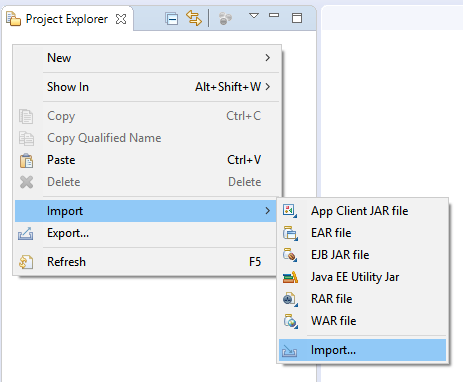 Project Explorer
New
Show In Alt+Shift+W
Copy Ctrl+C
Copy Qualified Name
Paste Ctrl+V
Delete Delete
Import
Export...
Refresh F5
App Client JAR file
EAR file
EJB JAR file
Java EE Utility Jar
RAR file
WAR file
Import...